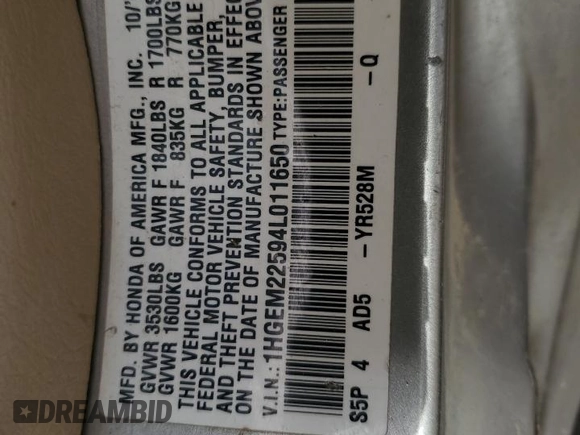 MFD. BY HONDA OF AMERICA MFG., INC. 10/
GVWR 3530LBS GAWR F 1840LBS R 1700LBS
GVWR 1600KG GAWR F 835KG R 770KG
THIS VEHICLE CONFORMS TO ALL APPLICABLE
FEDERAL MOTOR VEHICLE SAFETY, BUMPER,
AND THEFT PREVENTION STANDARDS IN EFFEC
ON THE DATE OF MANUFACTURE SHOWN ABOV
V.I.N.: 1HGEM22594L011650 TYPE: PASSENGER
S5P 4 AD5 -YR528M -Q
DREAMBID